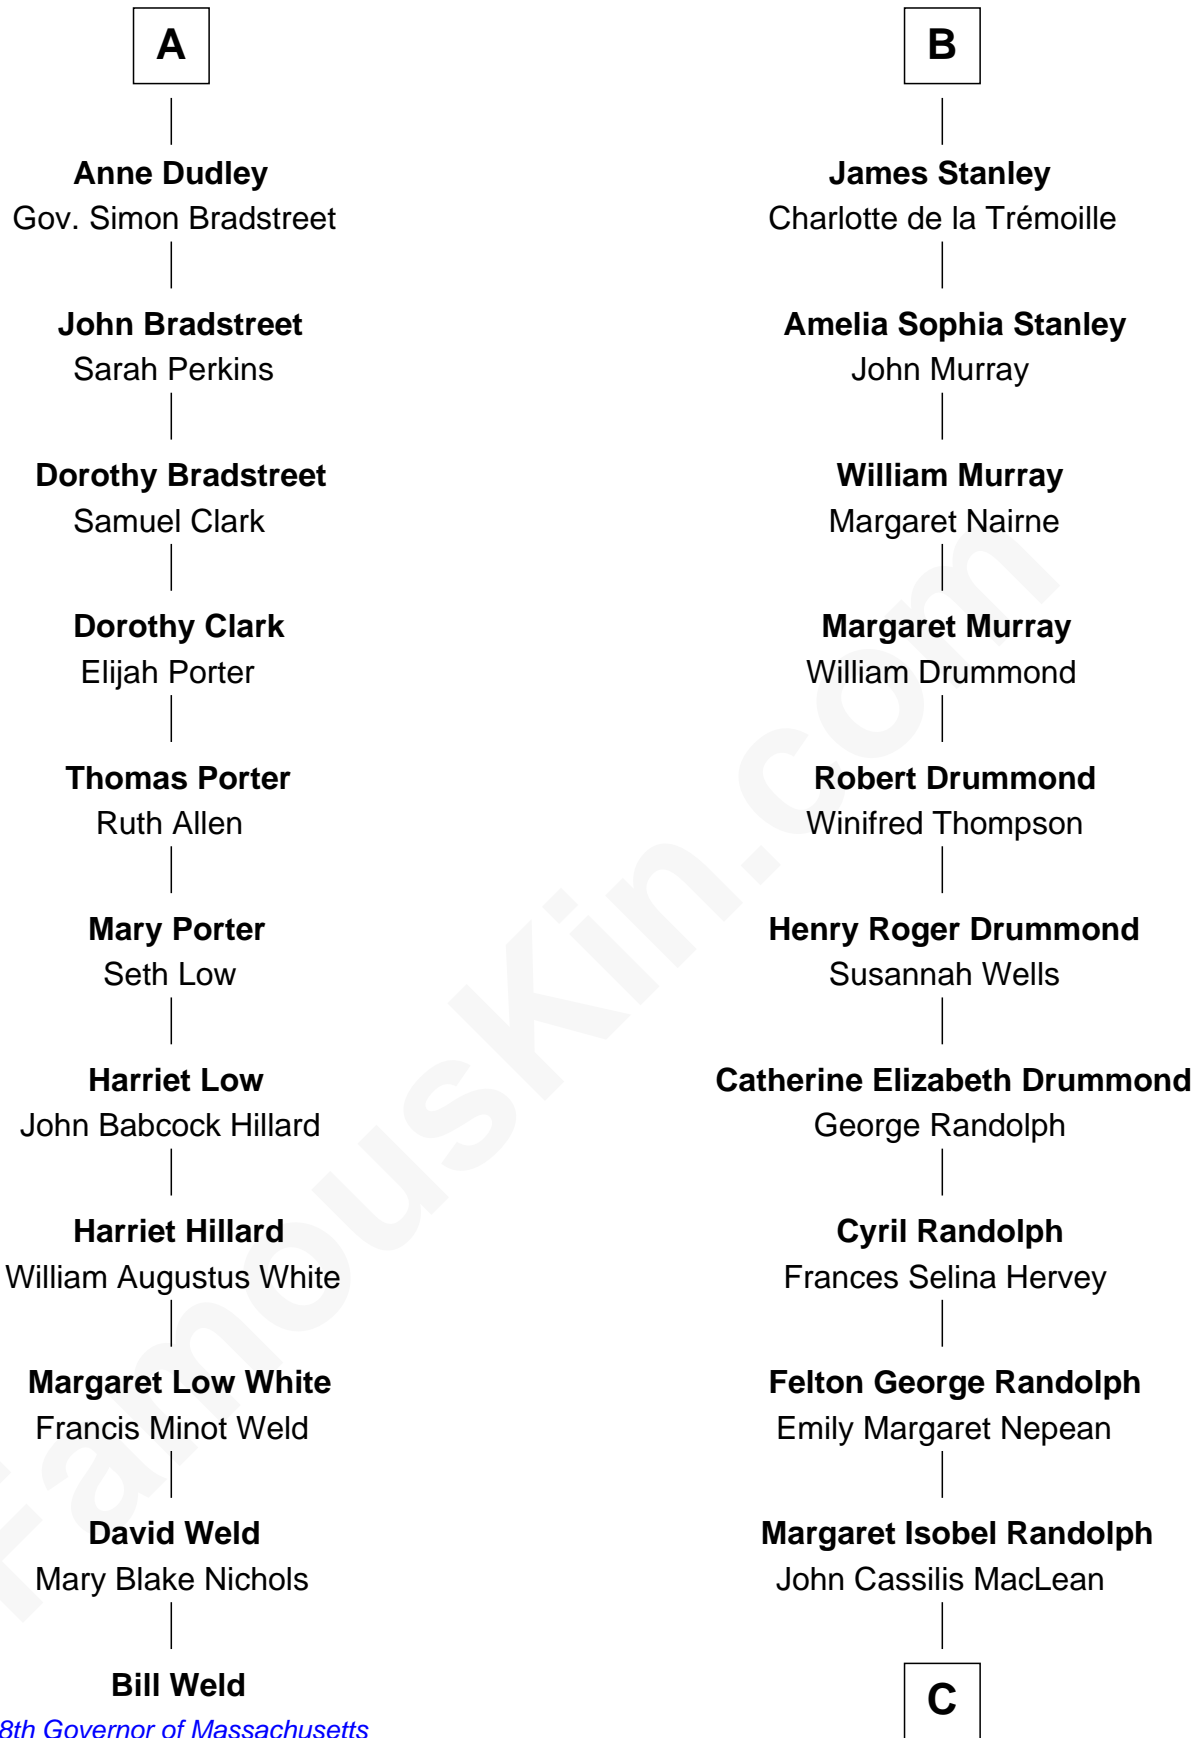 A
Anne Dudley
Gov. Simon Bradstreet
John Bradstreet
Sarah Perkins
Dorothy Bradstreet
Samuel Clark
Dorothy Clark
Elijah Porter
Thomas Porter
Ruth Allen
Mary Porter
Seth Low
Harriet Low
John Babcock Hillard
Harriet Hillard
William Augustus White
Margaret Low White
Francis Minot Weld
David Weld
Mary Blake Nichols
Bill Weld
8th Governor of Massachusetts
B
James Stanley
Charlotte de la Trémoille
Amelia Sophia Stanley
John Murray
William Murray
Margaret Nairne
Margaret Murray
William Drummond
Robert Drummond
Winifred Thompson
Henry Roger Drummond
Susannah Wells
Catherine Elizabeth Drummond
George Randolph
Cyril Randolph
Frances Selina Hervey
Felton George Randolph
Emily Margaret Nepean
Margaret Isobel Randolph
John Cassilis MacLean
C
FamousKin.com